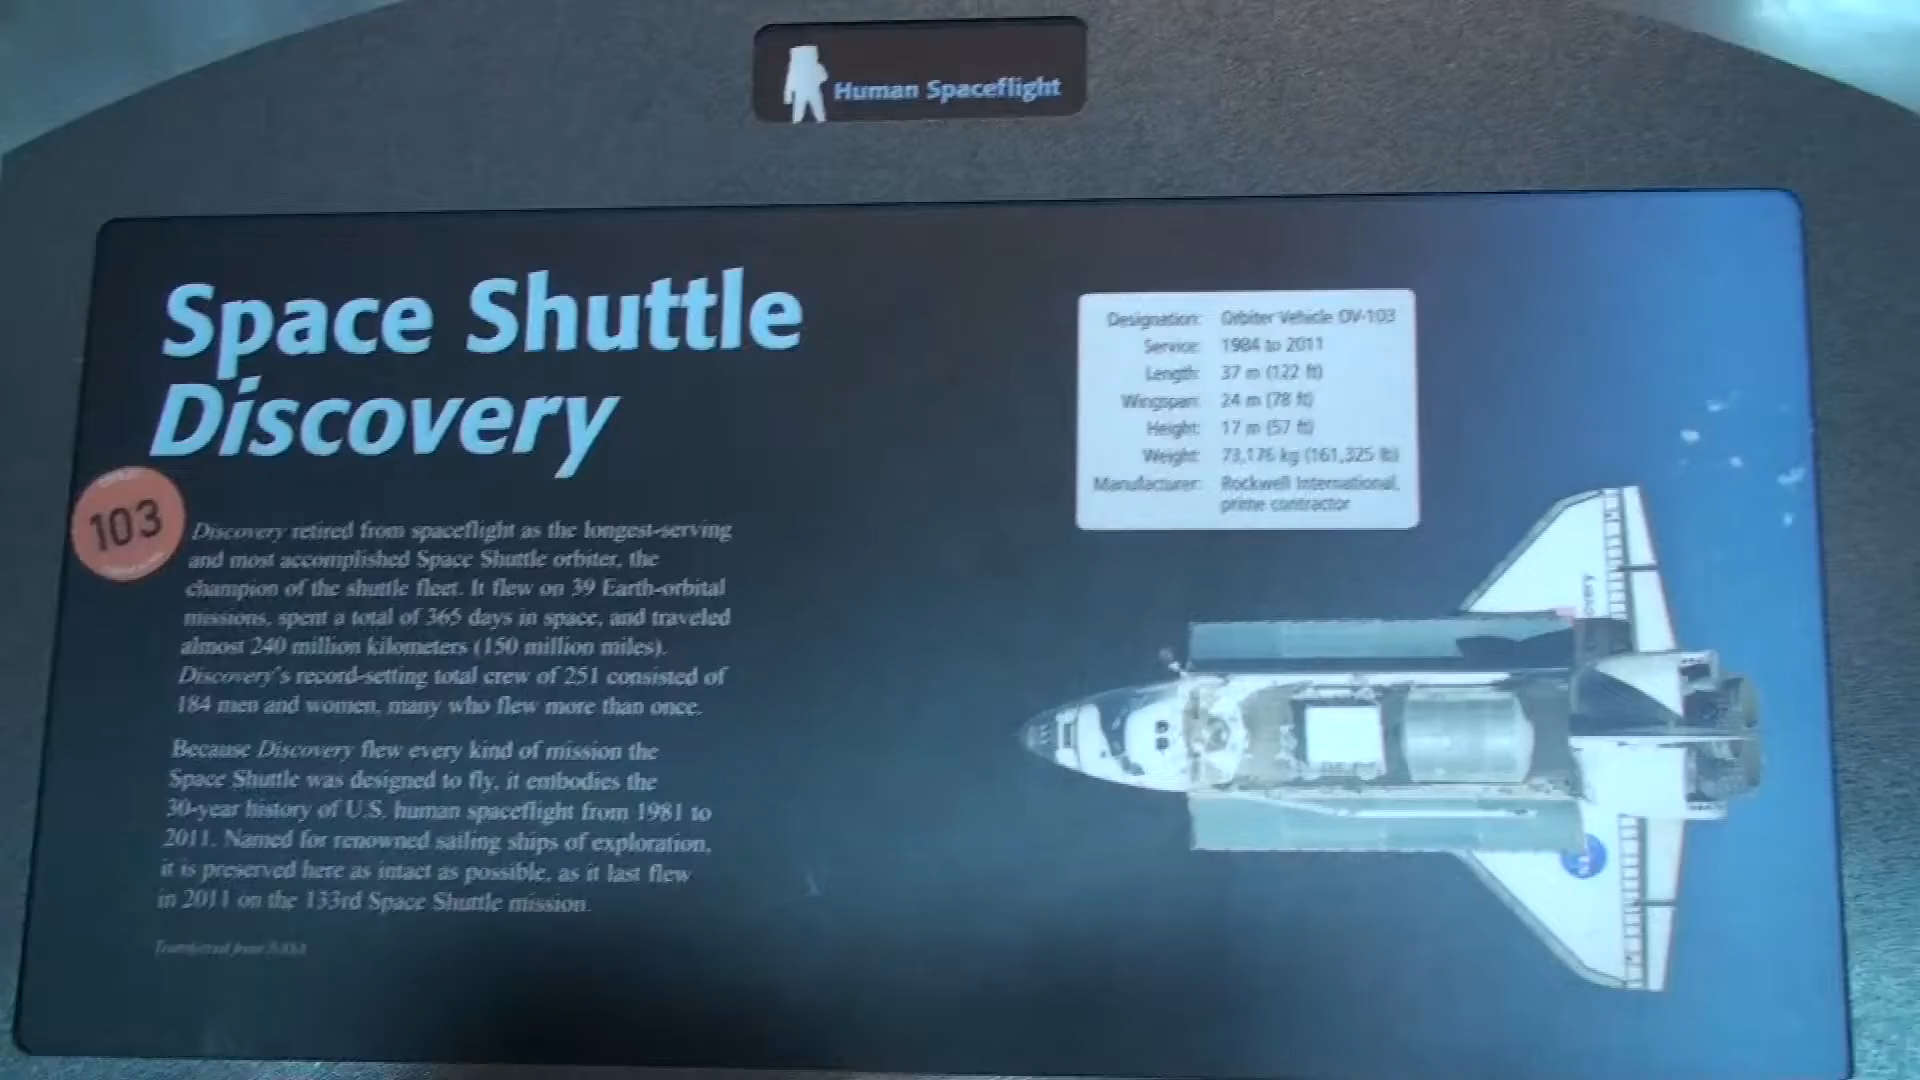 Human Spaceflight
Space Shuttle
Discovery
103
Discovery retired from spaceflight as the longest-serving
and most accomplished Space Shuttle orbiter, the
champion of the shuttle fleet. It flew on 39 Earth-orbital
missions, spent a total of 365 days in space, and traveled
almost 240 million kilometers (150 million miles).
Discovery's record-setting total crew of 251 consisted of
184 men and women, many who flew more than once.
Because Discovery flew every kind of mission the
Space Shuttle was designed to fly, it embodies the
30-year history of U.S. human spaceflight from 1981 to
2011. Named for renowned sailing ships of exploration,
it is preserved here as intact as possible, as it last flew
in 2011 on the 133rd Space Shuttle mission.
Transferred from NASA
Designation: Orbiter Vehicle OV-103
Service: 1984 to 2011
Length: 37 m (122 ft)
Wingspan: 24 m (78 ft)
Height: 17 m (57 ft)
Weight: 73,176 kg (161,325 lb)
Manufacturer: Rockwell International,
prime contractor